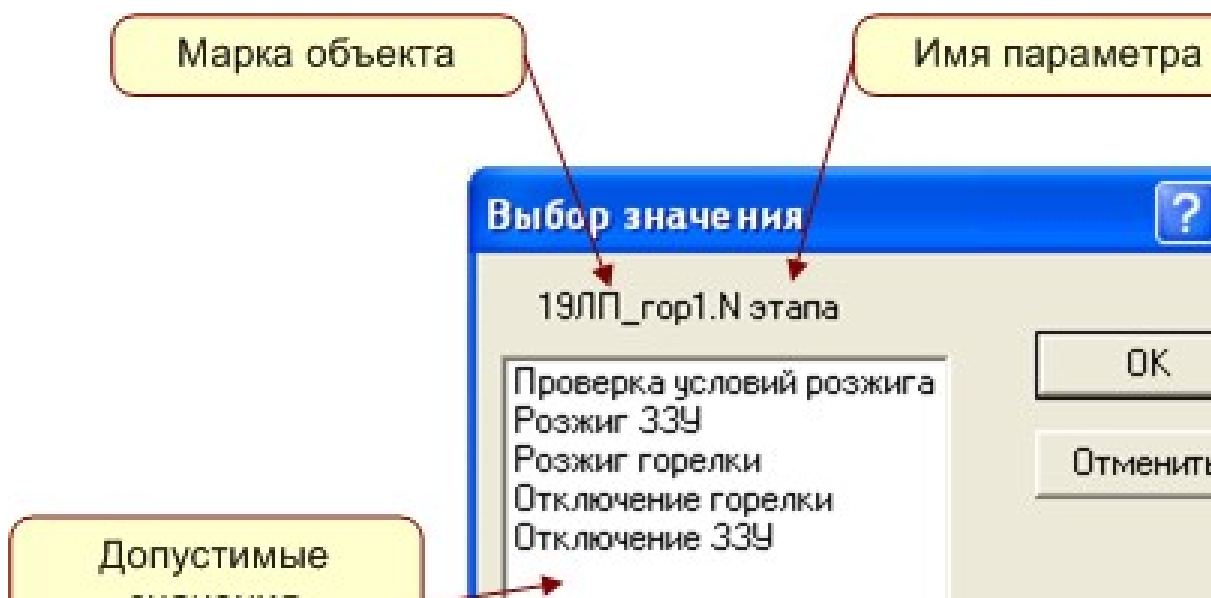 Марка объекта
Имя параметра
Выбор значения
?
19ЛП_гор1.N этапа
Проверка условий розжига
Розжиг ЗЗУ
Розжиг горелки
Отключение горелки
Отключение ЗЗУ
OK
Отменить
Допустимые